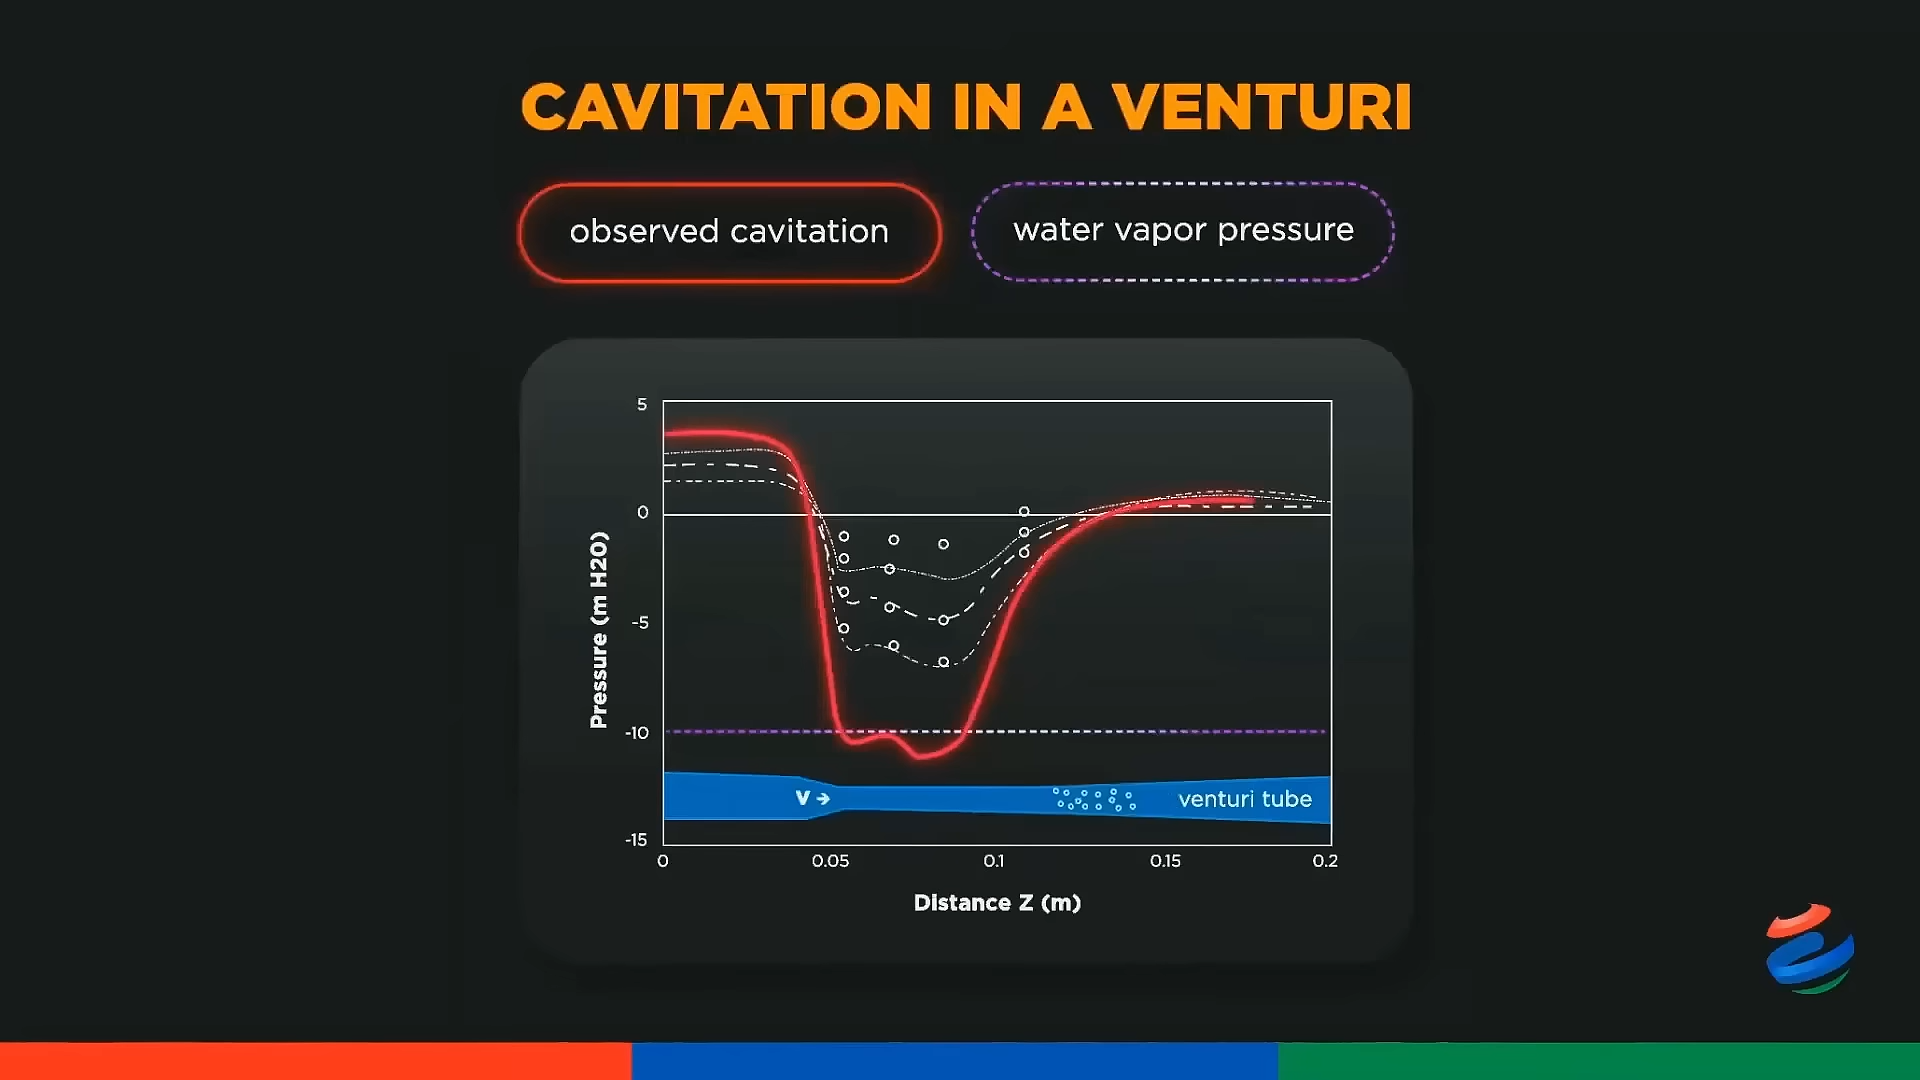 CAVITATION IN A VENTURI
observed cavitation
water vapor pressure
5
0
-5
-10
-15
Pressure (m H20)
V →
venturi tube
0 0.05 0.1 0.15 0.2
Distance Z (m)